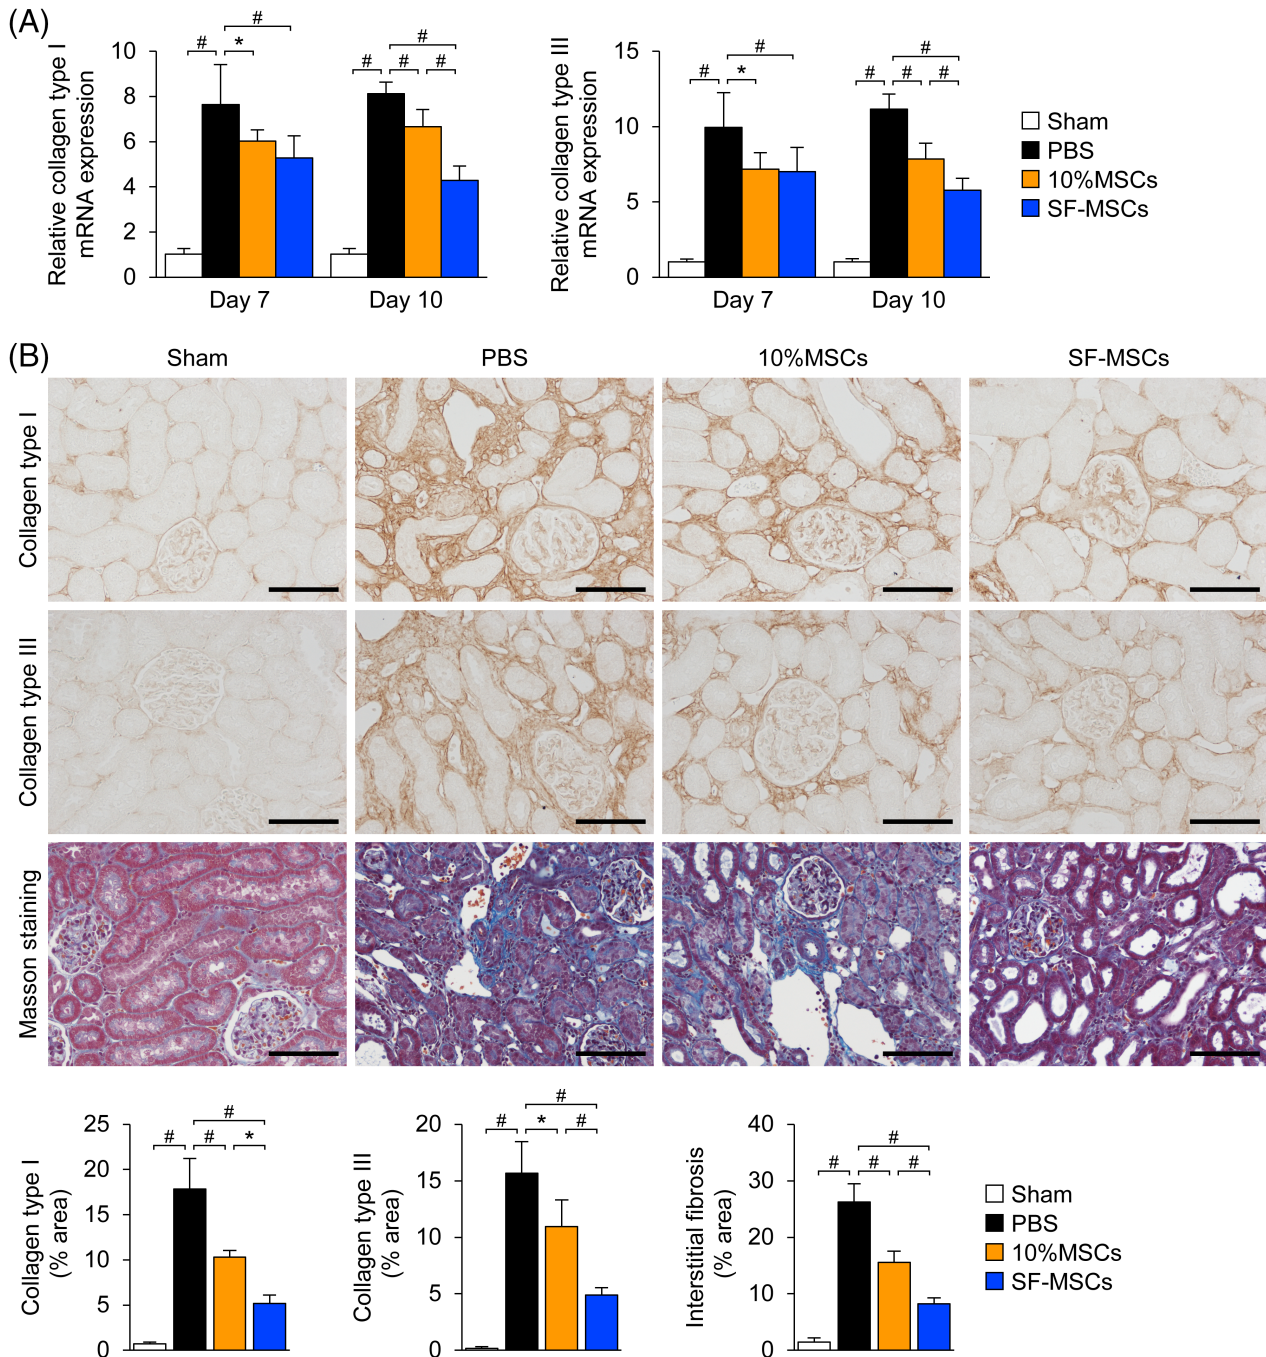 (A)
Relative collagen type I
mRNA expression
10
8
6
4
2
0
# * #
# # # #
Day 7 Day 10
Relative collagen type III
mRNA expression
15
10
5
0
# * #
# # # #
Day 7 Day 10
Sham
PBS
10%MSCs
SF-MSCs
(B)
Sham PBS 10%MSCs SF-MSCs
Collagen type I
Collagen type III
Masson staining
Collagen type I
(% area)
25
20
15
10
5
0
#
# # *
Collagen type III
(% area)
20
15
10
5
0
#
# * #
Interstitial fibrosis
(% area)
40
30
20
10
0
#
# # #
Sham
PBS
10%MSCs
SF-MSCs